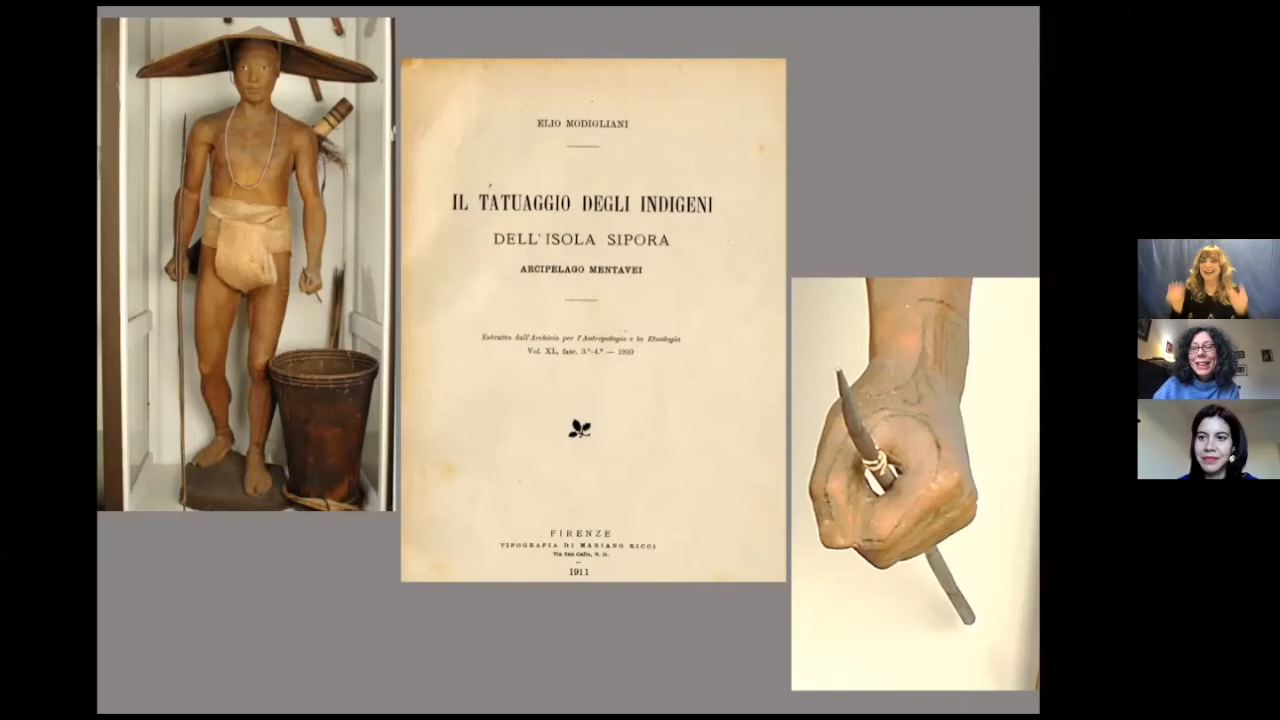 ELIO MODIGLIANI
IL TATUAGGIO DEGLI INDIGENI
DELL'ISOLA SIPORA
ARCIPELAGO MENTAVEI
Estratto dall'Archivio per l'Antropologia e la Etnologia
Vol. XL, fasc. 3.°-4.° — 1910
FIRENZE
TIPOGRAFIA DI MARIANO RICCI
Via San Gallo, N. 31.
1911